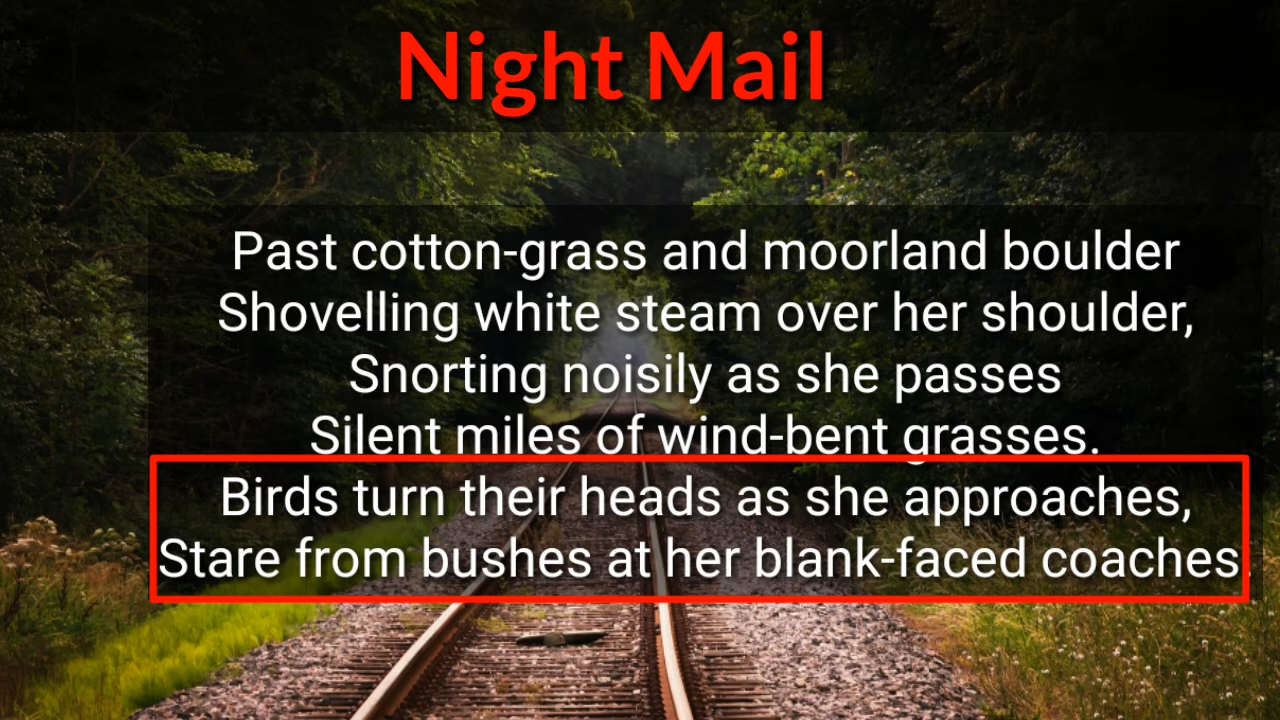 Night Mail
Past cotton-grass and moorland boulder
Shovelling white steam over her shoulder,
Snorting noisily as she passes
Silent miles of wind-bent grasses.
Birds turn their heads as she approaches,
Stare from bushes at her blank-faced coaches.